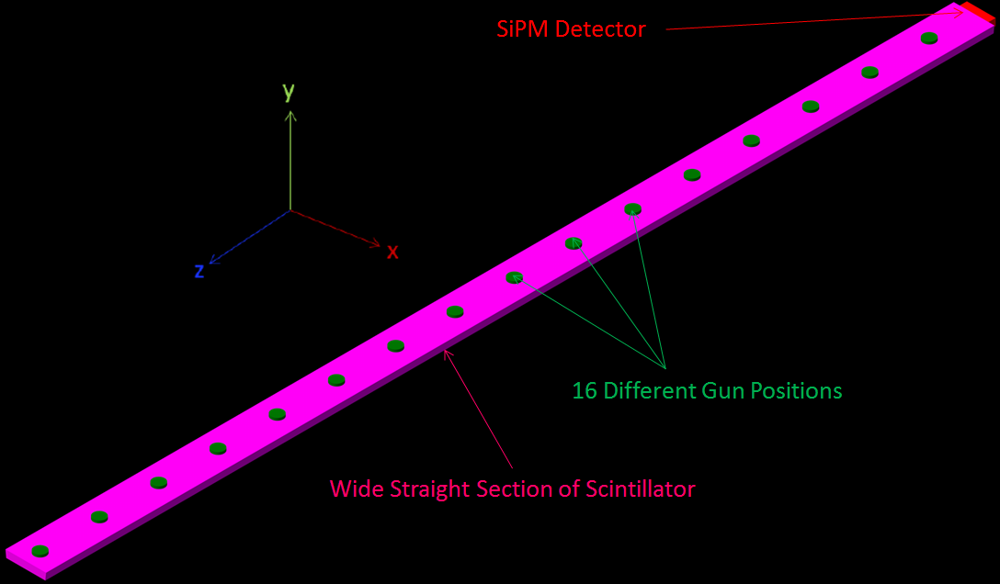 SiPM Detector
y
x
z
16 Different Gun Positions
Wide Straight Section of Scintillator